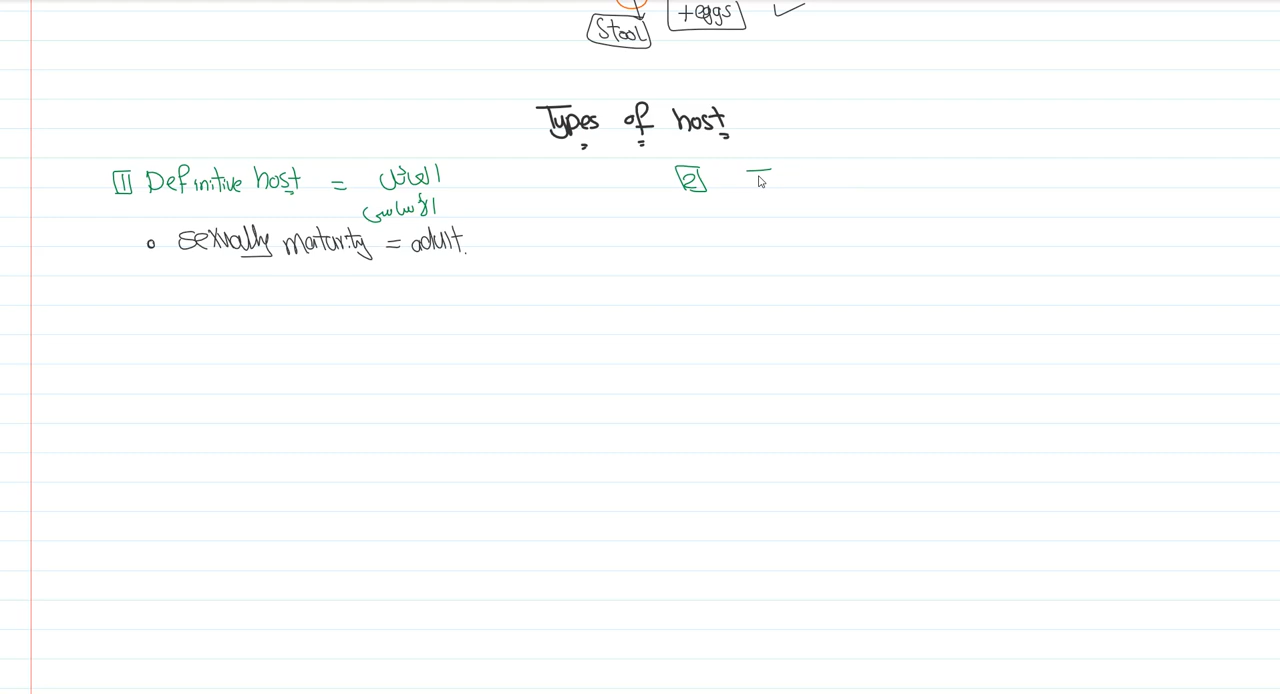 +eggs
Stool
Types of host
1 Definitive host = العائل
الأساسي
2
• sexually maturity = adult.